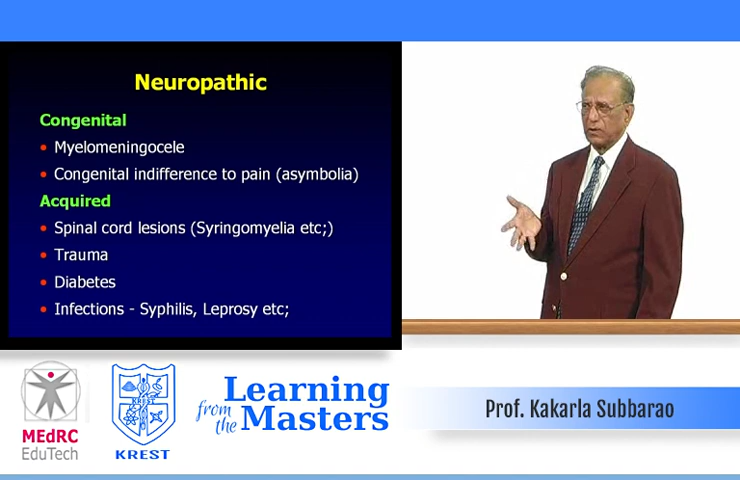 Neuropathic
Congenital
• Myelomeningocele
• Congenital indifference to pain (asymbolia)
Acquired
• Spinal cord lesions (Syringomyelia etc;)
• Trauma
• Diabetes
• Infections - Syphilis, Leprosy etc;
MEdRC
EduTech
KREST
KREST
Learning
from the
Masters
Prof. Kakarla Subbarao